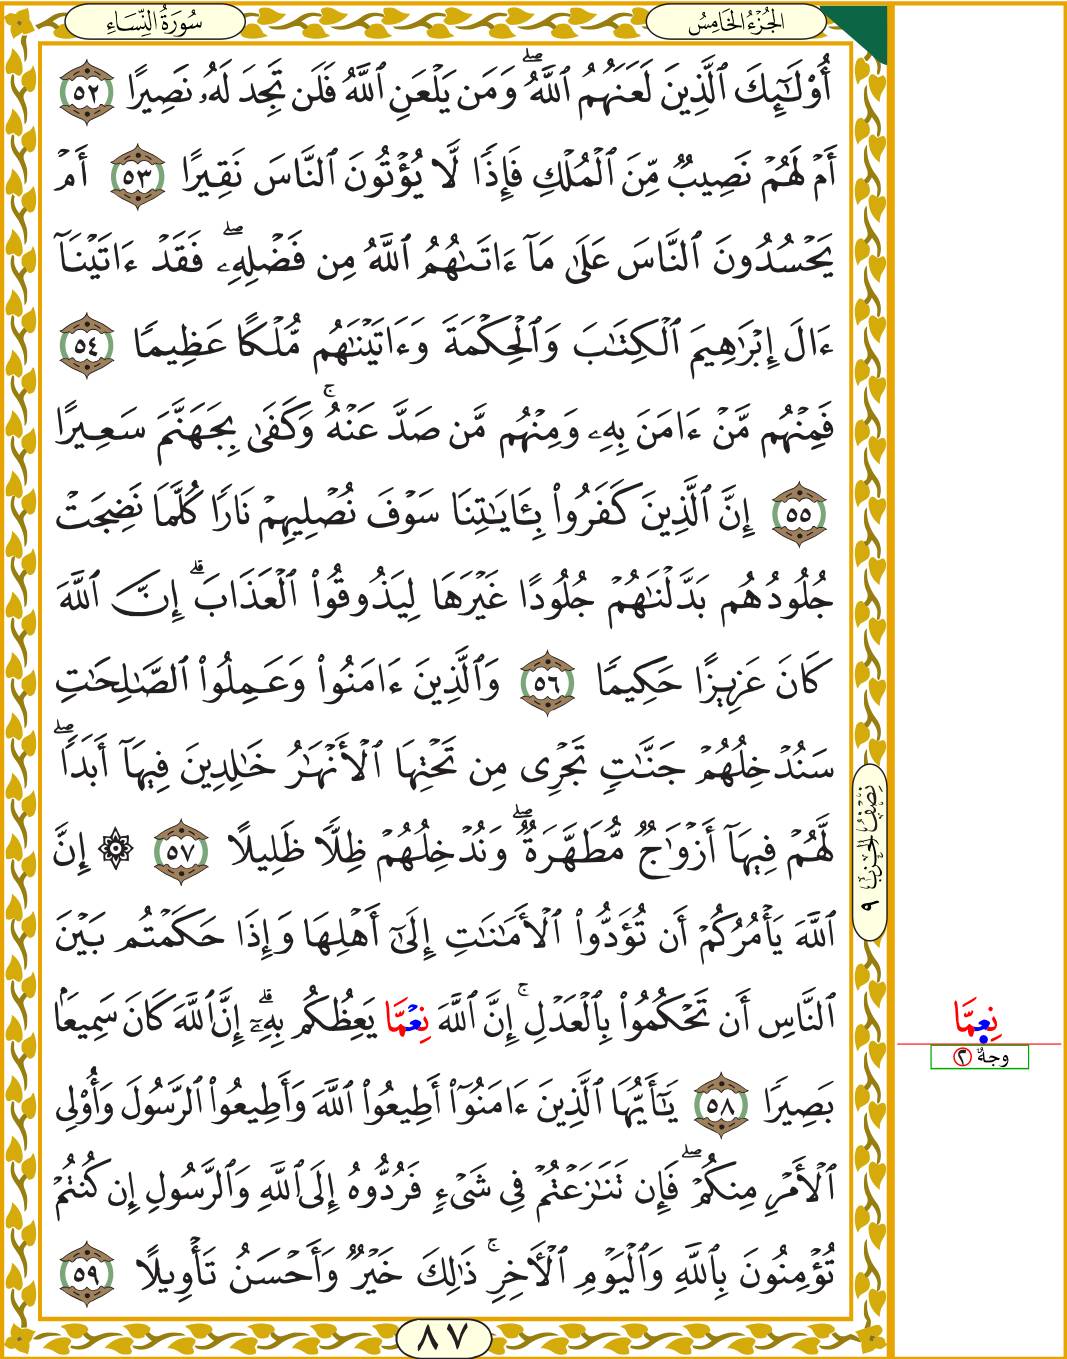 الجُزْءُ الخَامِسُ
سُورَةُ النِّسَاءِ
أُوْلَٰٓئِكَ ٱلَّذِينَ لَعَنَهُمُ ٱللَّهُۖ وَمَن يَلْعَنِ ٱللَّهُ فَلَن تَجِدَ لَهُۥ نَصِيرًا ٥٢
أَمْ لَهُمْ نَصِيبٌ مِّنَ ٱلْمُلْكِ فَإِذًا لَّا يُؤْتُونَ ٱلنَّاسَ نَقِيرًا ٥٣ أَمْ
يَحْسُدُونَ ٱلنَّاسَ عَلَىٰ مَآ ءَاتَىٰهُمُ ٱللَّهُ مِن فَضْلِهِۦۖ فَقَدْ ءَاتَيْنَآ
ءَالَ إِبْرَٰهِيمَ ٱلْكِتَٰبَ وَٱلْحِكْمَةَ وَءَاتَيْنَٰهُم مُّلْكًا عَظِيمًا ٥٤
فَمِنْهُم مَّنْ ءَامَنَ بِهِۦ وَمِنْهُم مَّن صَدَّ عَنْهُۚ وَكَفَىٰ بِجَهَنَّمَ سَعِيرًا
٥٥ إِنَّ ٱلَّذِينَ كَفَرُواْ بِـَٔايَٰتِنَا سَوْفَ نُصْلِيهِمْ نَارًا كُلَّمَا نَضِجَتْ
جُلُودُهُم بَدَّلْنَٰهُمْ جُلُودًا غَيْرَهَا لِيَذُوقُواْ ٱلْعَذَابَۗ إِنَّ ٱللَّهَ
كَانَ عَزِيزًا حَكِيمًا ٥٦ وَٱلَّذِينَ ءَامَنُواْ وَعَمِلُواْ ٱلصَّٰلِحَٰتِ
سَنُدْخِلُهُمْ جَنَّٰتٍ تَجْرِى مِن تَحْتِهَا ٱلْأَنْهَٰرُ خَٰلِدِينَ فِيهَآ أَبَدًاۖ
لَّهُمْ فِيهَآ أَزْوَٰجٌ مُّطَهَّرَةٌۖ وَنُدْخِلُهُمْ ظِلًّا ظَلِيلًا ٥٧ ۞ إِنَّ
ٱللَّهَ يَأْمُرُكُمْ أَن تُؤَدُّواْ ٱلْأَمَٰنَٰتِ إِلَىٰٓ أَهْلِهَا وَإِذَا حَكَمْتُم بَيْنَ
ٱلنَّاسِ أَن تَحْكُمُواْ بِٱلْعَدْلِۚ إِنَّ ٱللَّهَ نِعْمَّا يَعِظُكُم بِهِۦٓۗ إِنَّ ٱللَّهَ كَانَ سَمِيعًۢا
بَصِيرًا ٥٨ يَٰٓأَيُّهَا ٱلَّذِينَ ءَامَنُوٓاْ أَطِيعُواْ ٱللَّهَ وَأَطِيعُواْ ٱلرَّسُولَ وَأُوْلِى
ٱلْأَمْرِ مِنكُمْۖ فَإِن تَنَٰزَعْتُمْ فِى شَىْءٍ فَرُدُّوهُ إِلَى ٱللَّهِ وَٱلرَّسُولِ إِن كُنتُمْ
تُؤْمِنُونَ بِٱللَّهِ وَٱلْيَوْمِ ٱلْأَخِرِۚ ذَٰلِكَ خَيْرٌ وَأَحْسَنُ تَأْوِيلًا ٥٩
نِصْفُ الحِزْبِ ٩
نِعِمَّا
وجهٌ ٢
٨٧